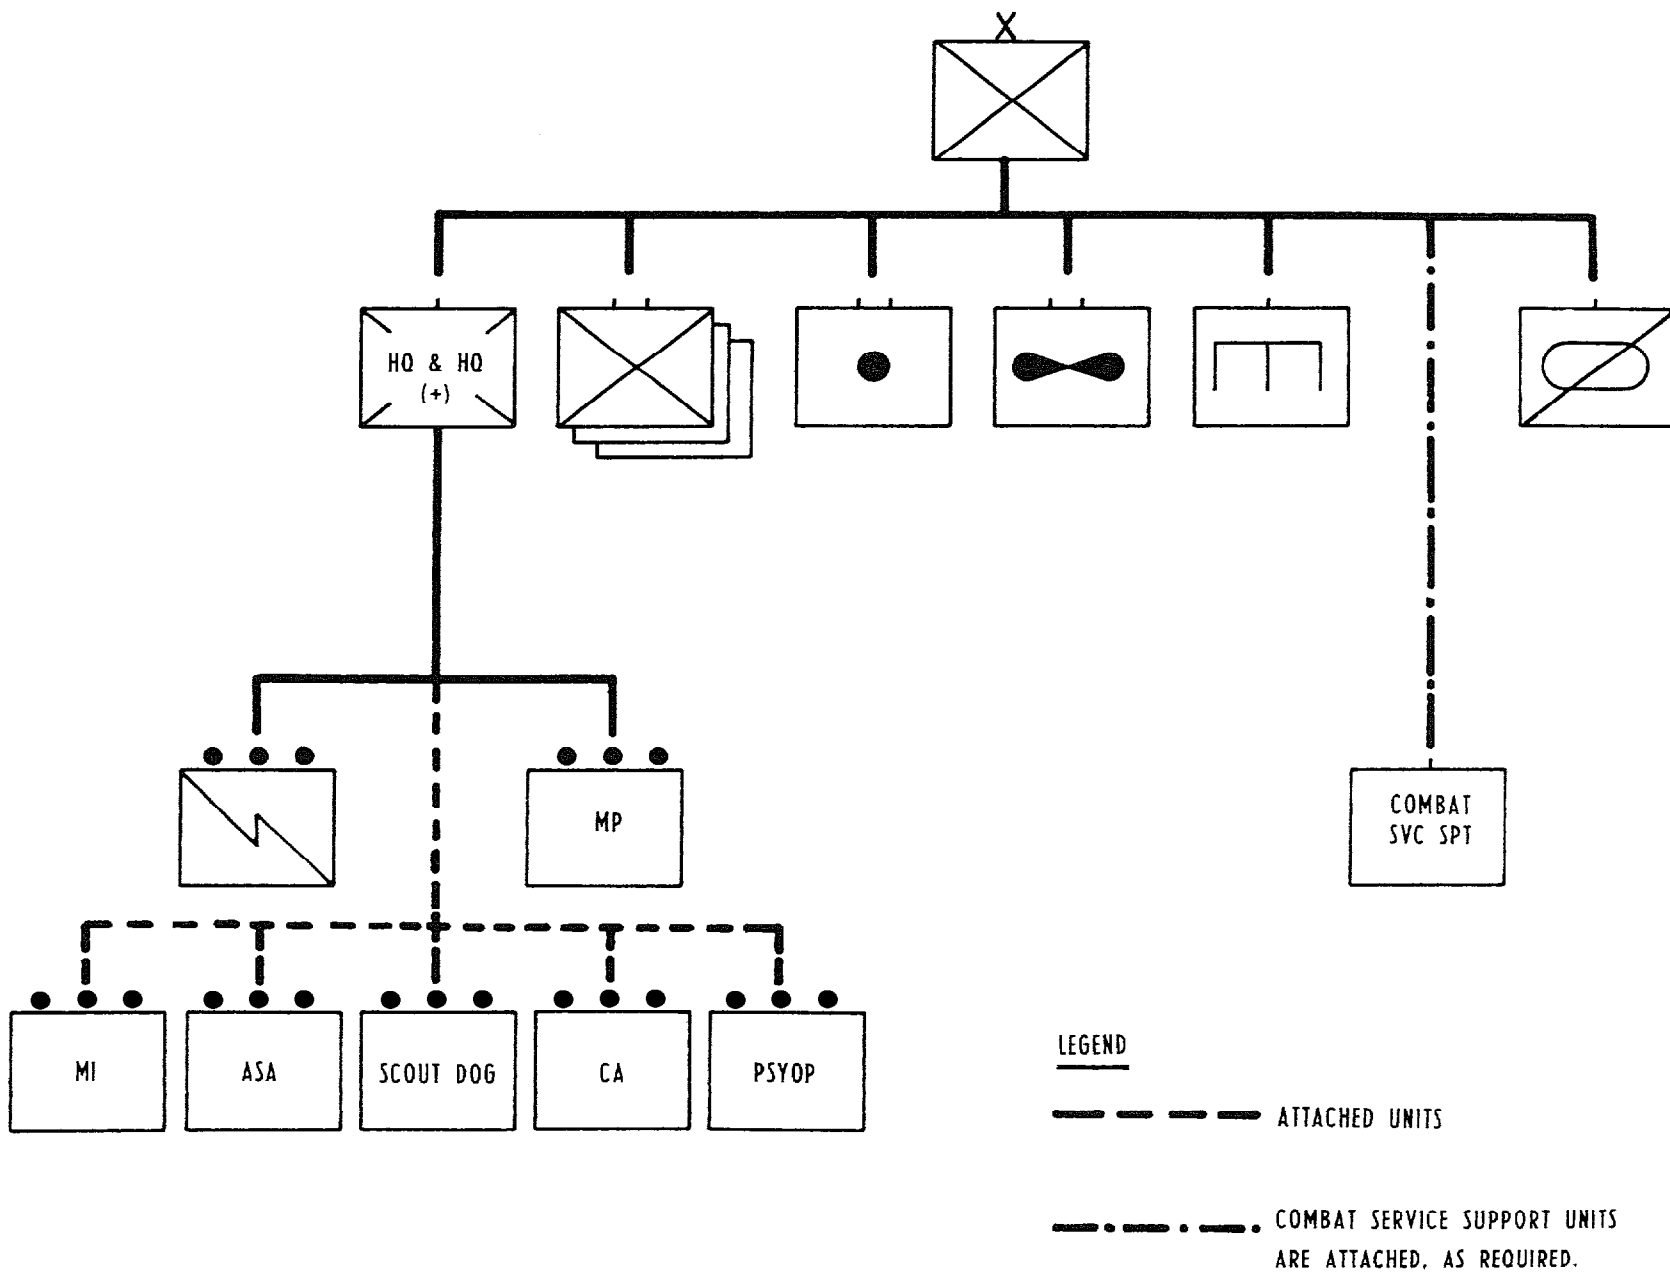 X
HQ & HQ
(+)
MP
COMBAT
SVC SPT
MI
ASA
SCOUT DOG
CA
PSYOP
LEGEND
ATTACHED UNITS
COMBAT SERVICE SUPPORT UNITS
ARE ATTACHED, AS REQUIRED.